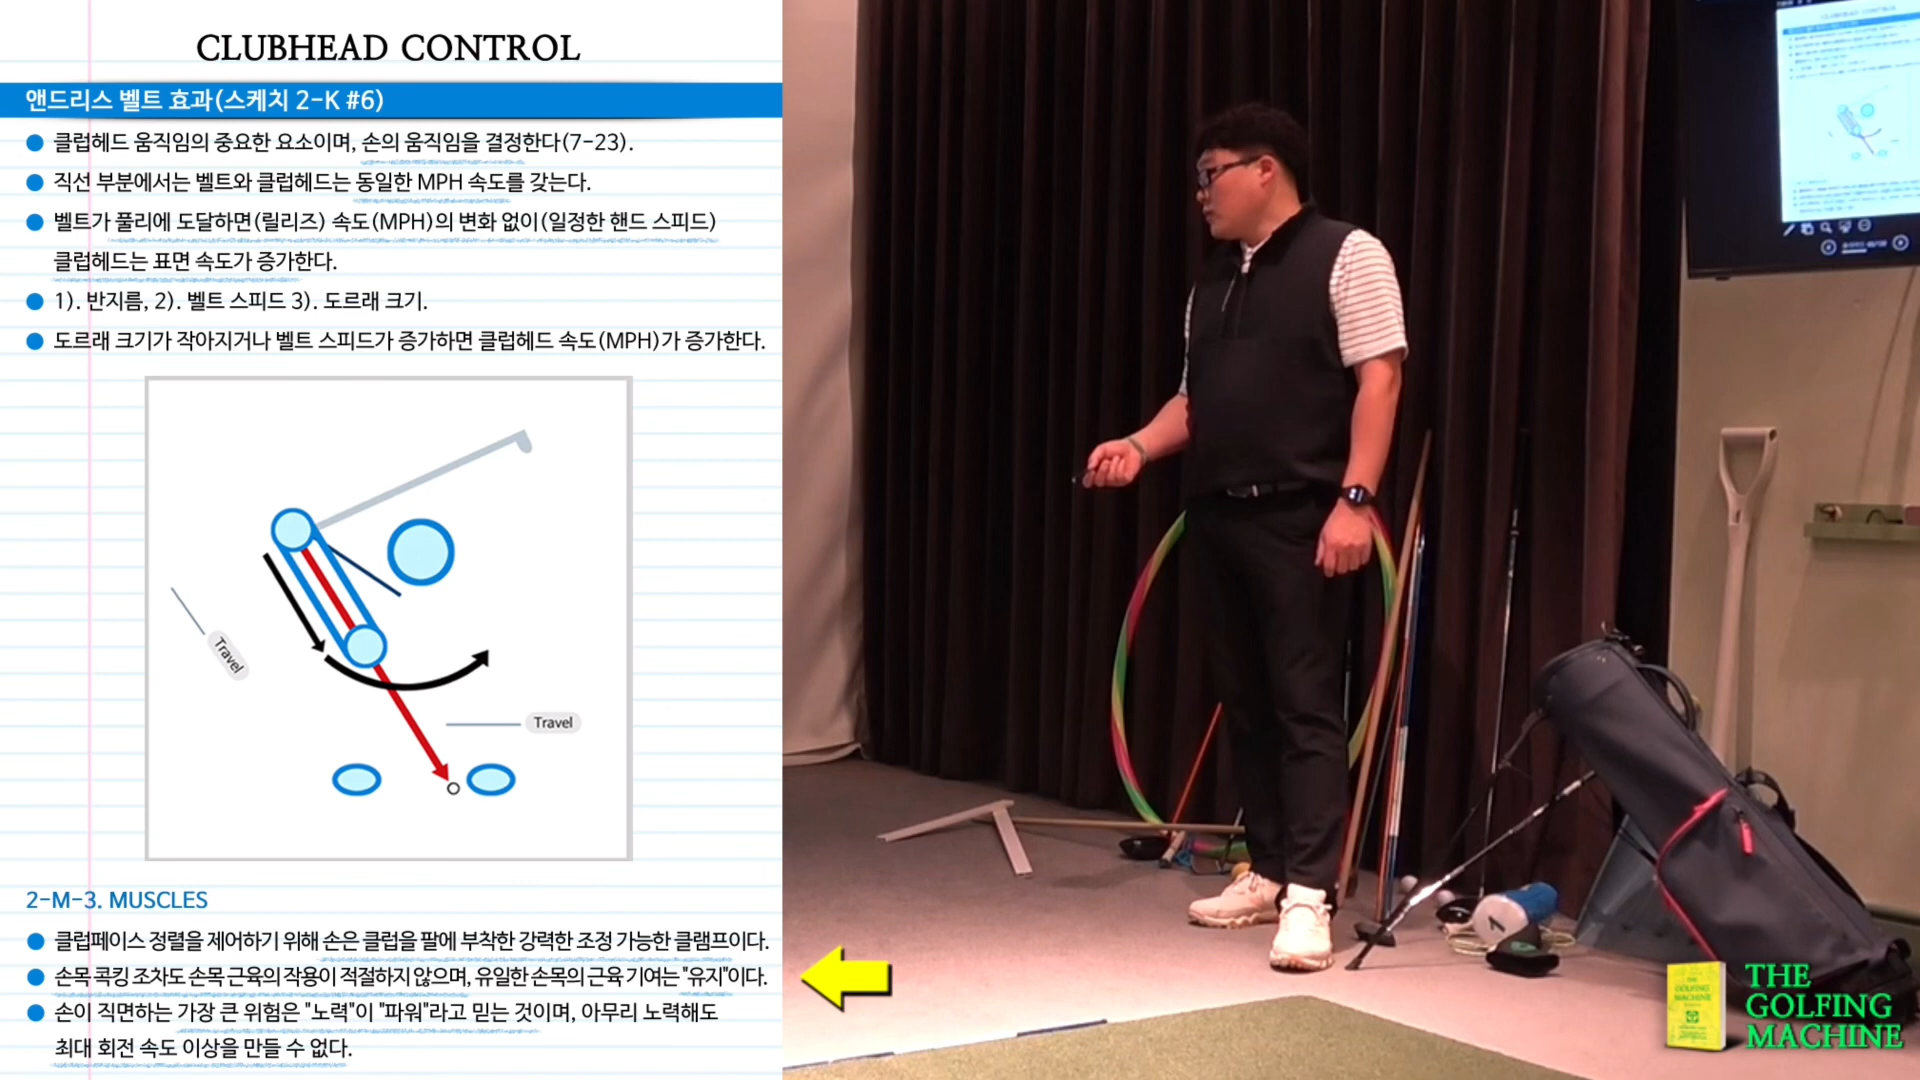 CLUBHEAD CONTROL
앤드리스 벨트 효과(스케치 2-K #6)
클럽헤드 움직임의 중요한 요소이며, 손의 움직임을 결정한다(7-23).
직선 부분에서는 벨트와 클럽헤드는 동일한 MPH 속도를 갖는다.
벨트가 풀리에 도달하면(릴리즈) 속도(MPH)의 변화 없이(일정한 핸드 스피드)
클럽헤드는 표면 속도가 증가한다.
1). 반지름, 2). 벨트 스피드 3). 도르래 크기.
도르래 크기가 작아지거나 벨트 스피드가 증가하면 클럽헤드 속도(MPH)가 증가한다.
Travel
Travel
2-M-3. MUSCLES
클럽페이스 정렬을 제어하기 위해 손은 클럽을 팔에 부착한 강력한 조정 가능한 클램프이다.
손목 콕킹 조차도 손목 근육의 작용이 적절하지 않으며, 유일한 손목의 근육 기여는 "유지"이다.
손이 직면하는 가장 큰 위험은 "노력"이 "파워"라고 믿는 것이며, 아무리 노력해도
최대 회전 속도 이상을 만들 수 없다.
1
THE
GOLFING
MACHINE
THE
GOLFING
MACHINE